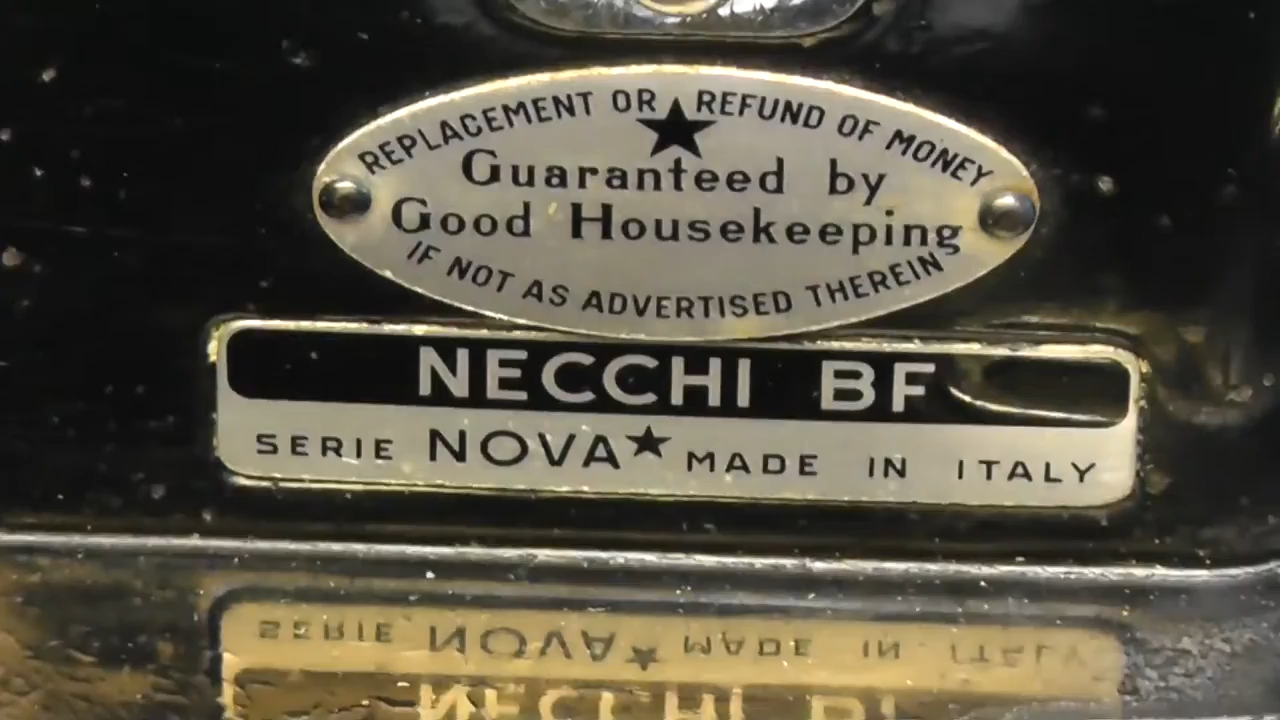 REPLACEMENT OR ★ REFUND OF MONEY
Guaranteed by
Good Housekeeping
IF NOT AS ADVERTISED THEREIN
NECCHI BF
SERIE NOVA★ MADE IN ITALY